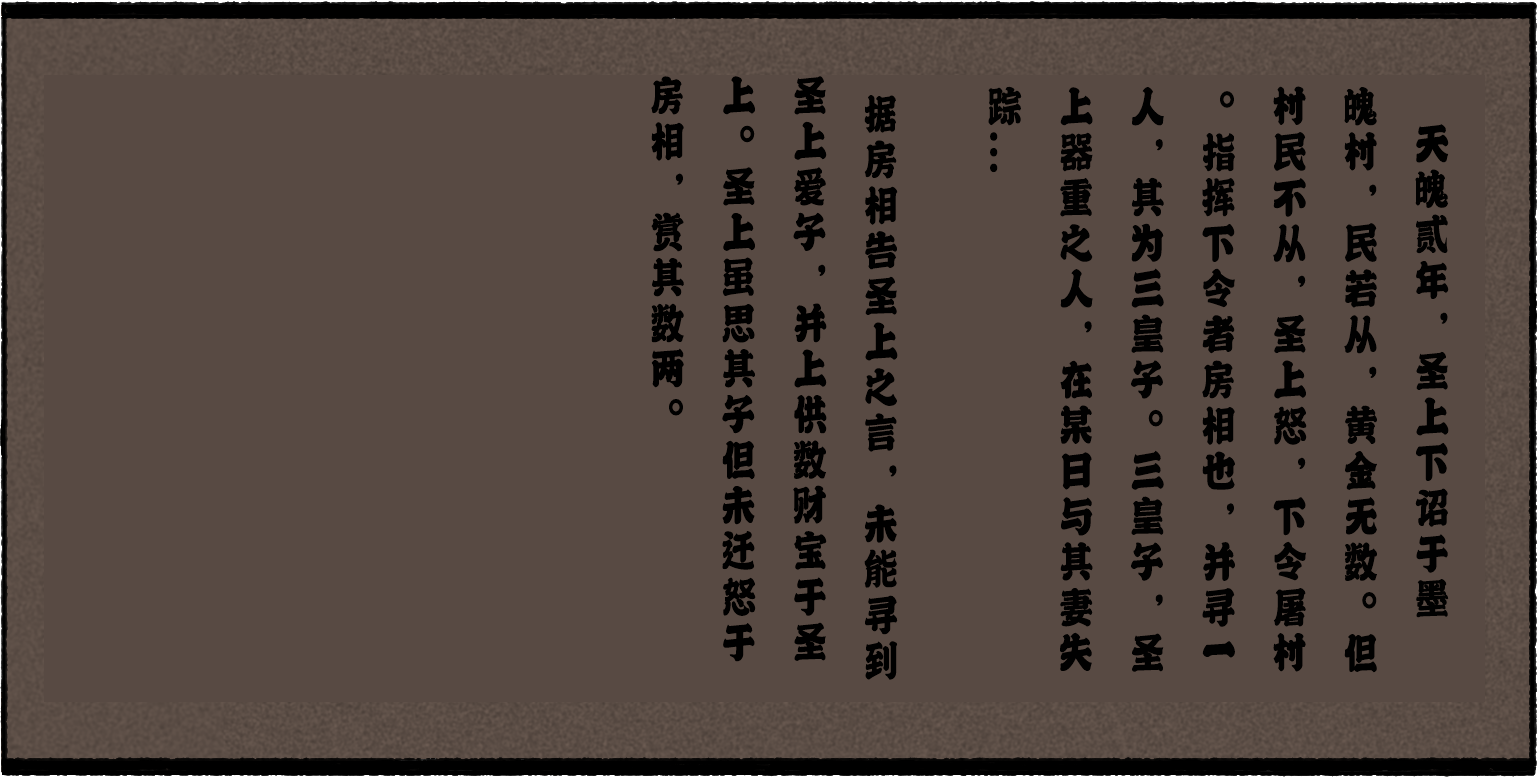 天魄贰年，圣上下诏于墨
魄村，民若从，黄金无数。但
村民不从，圣上怒，下令屠村
。指挥下令者房相也，并寻一
人，其为三皇子。三皇子，圣
上器重之人，在某日与其妻失
踪…
据房相告圣上之言，未能寻到
圣上爱子，并上供数财宝于圣
上。圣上虽思其子但未迁怒于
房相，赏其数两。